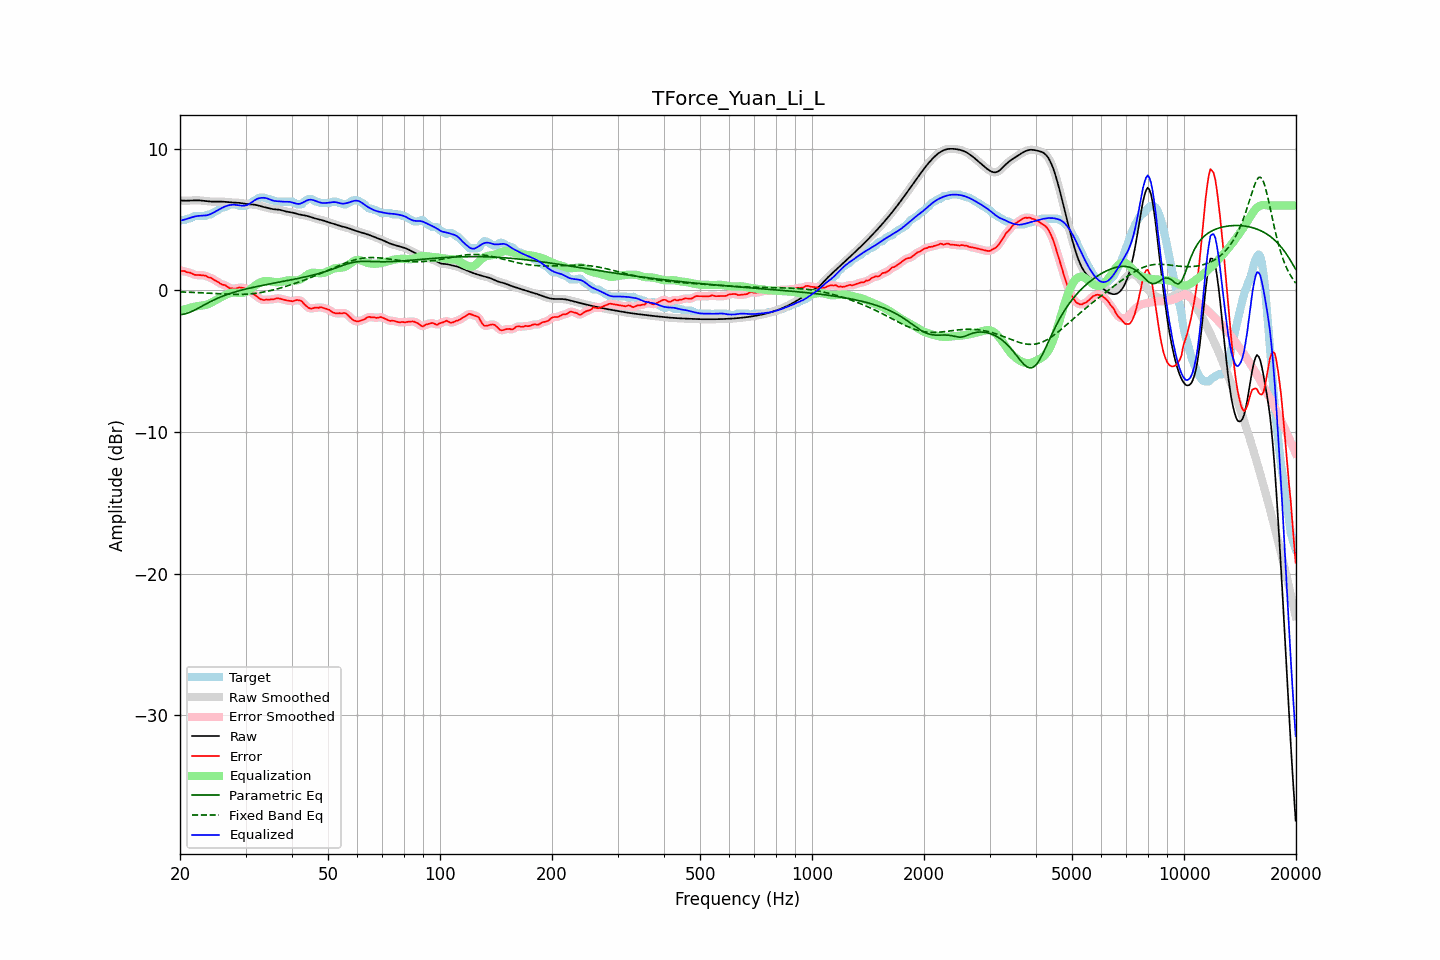 TForce_Yuan_Li_L
10
0
−10
−20
−30
Amplitude (dBr)
Target
Raw Smoothed
Error Smoothed
Raw
Error
Equalization
Parametric Eq
Fixed Band Eq
Equalized
20
50
100
200
500
1000
2000
5000
10000
20000
Frequency (Hz)